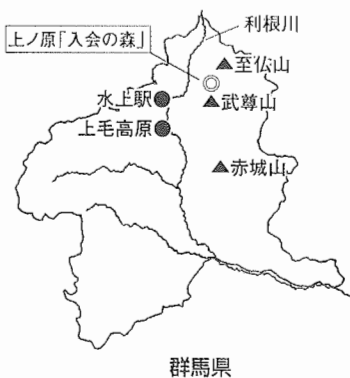 利根川
上ノ原「入会の森」
至仏山
水上駅
武尊山
上毛高原
赤城山
群馬県